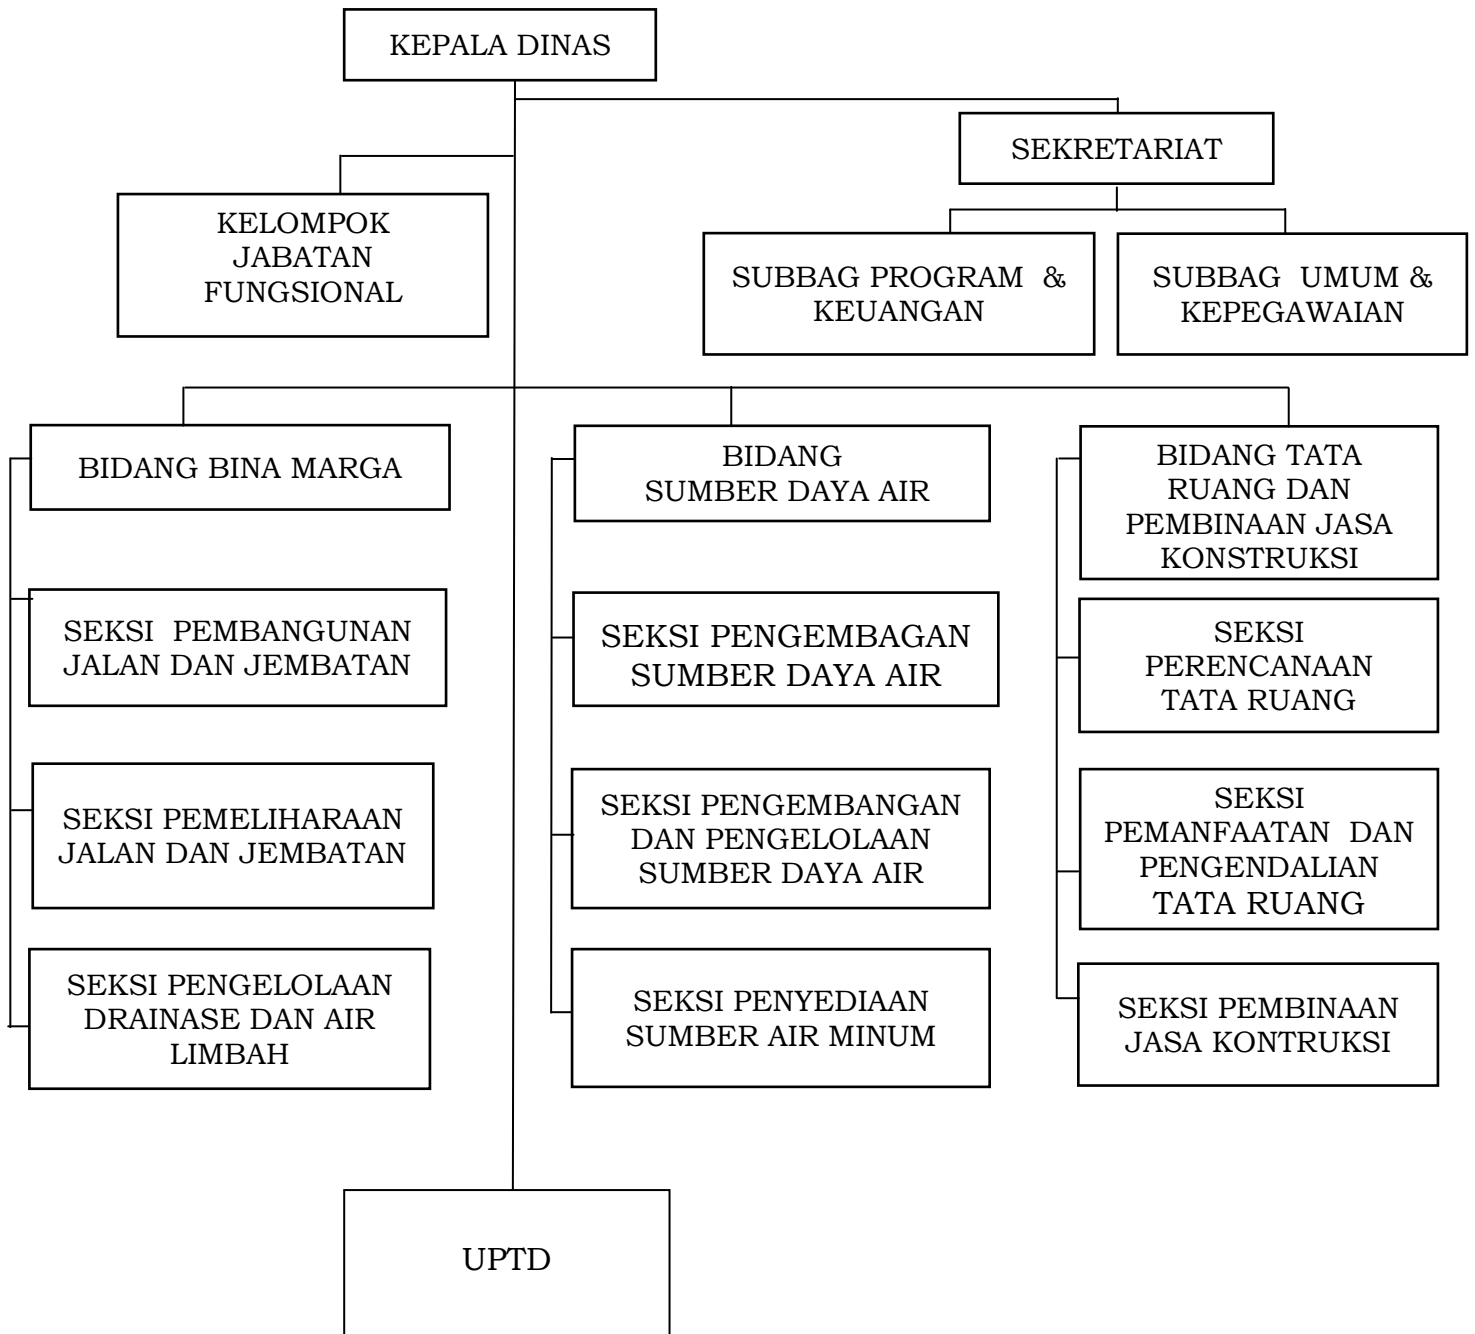 KEPALA DINAS
SEKRETARIAT
KELOMPOK
JABATAN
FUNGSIONAL
SUBBAG PROGRAM &
KEUANGAN
SUBBAG UMUM &
KEPEGAWAIAN
BIDANG BINA MARGA
BIDANG
SUMBER DAYA AIR
BIDANG TATA
RUANG DAN
PEMBINAAN JASA
KONSTRUKSI
SEKSI PEMBANGUNAN
JALAN DAN JEMBATAN
SEKSI PENGEMBAGAN
SUMBER DAYA AIR
SEKSI
PERENCANAAN
TATA RUANG
SEKSI PEMELIHARAAN
JALAN DAN JEMBATAN
SEKSI PENGEMBANGAN
DAN PENGELOLAAN
SUMBER DAYA AIR
SEKSI
PEMANFAATAN DAN
PENGENDALIAN
TATA RUANG
SEKSI PENGELOLAAN
DRAINASE DAN AIR
LIMBAH
SEKSI PENYEDIAAN
SUMBER AIR MINUM
SEKSI PEMBINAAN
JASA KONTRUKSI
UPTD